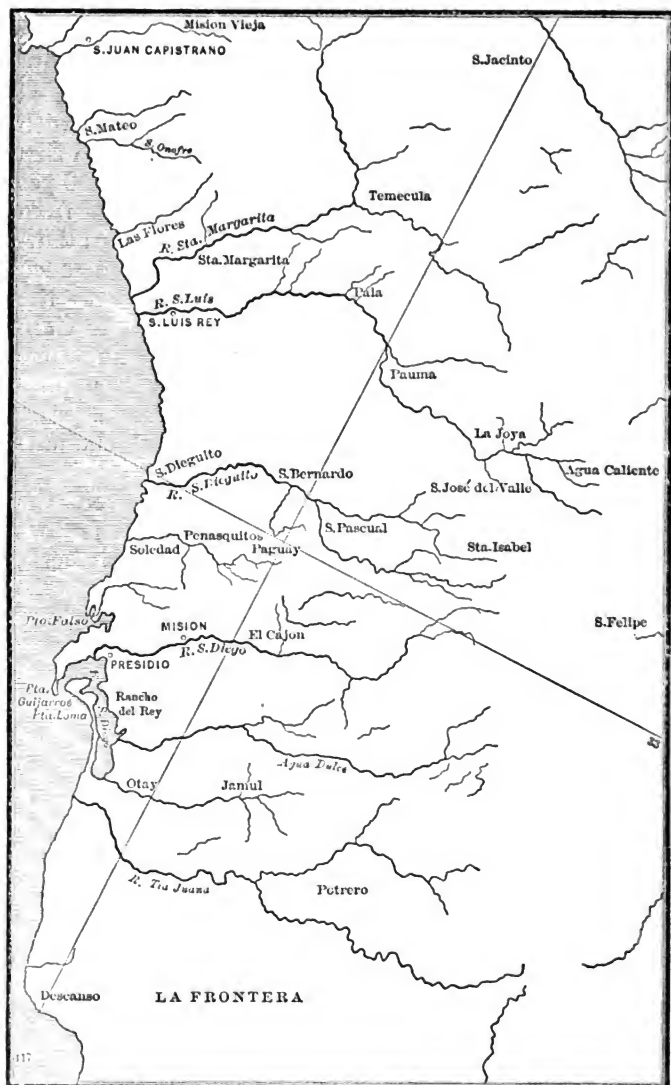 Mision Vieja
S. JUAN CAPISTRANO
S. Jacinto
S. Mateo
S. Onofre
Temecula
Las Flores
R. Sta. Margarita
Sta. Margarita
Pala
R. S. Luis
S. LUIS REY
Pauma
La Joya
Agua Caliente
S. Dieguito
R. S. Dieguito
S. Bernardo
S. José del Valle
S. Pascual
Penasquitos
Soledad
Paguay
Sta. Isabel
Pto. Falso
MISION
El Cajon
R. S. Diego
S. Felipe
PRESIDIO
Pta.
Guijarros
Pta. Loma
Rancho
del Rey
Agua Dulce
Otay
Jamul
R. Tia Juana
Potrero
Descanso
LA FRONTERA